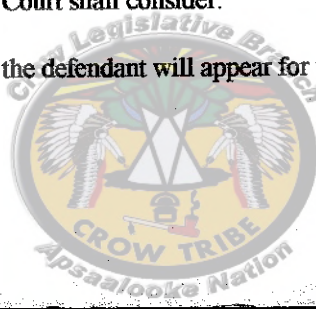 Court shall consider:
the defendant will appear for
Crow Legislative Branch
CROW TRIBE
Apsaalooke Nation